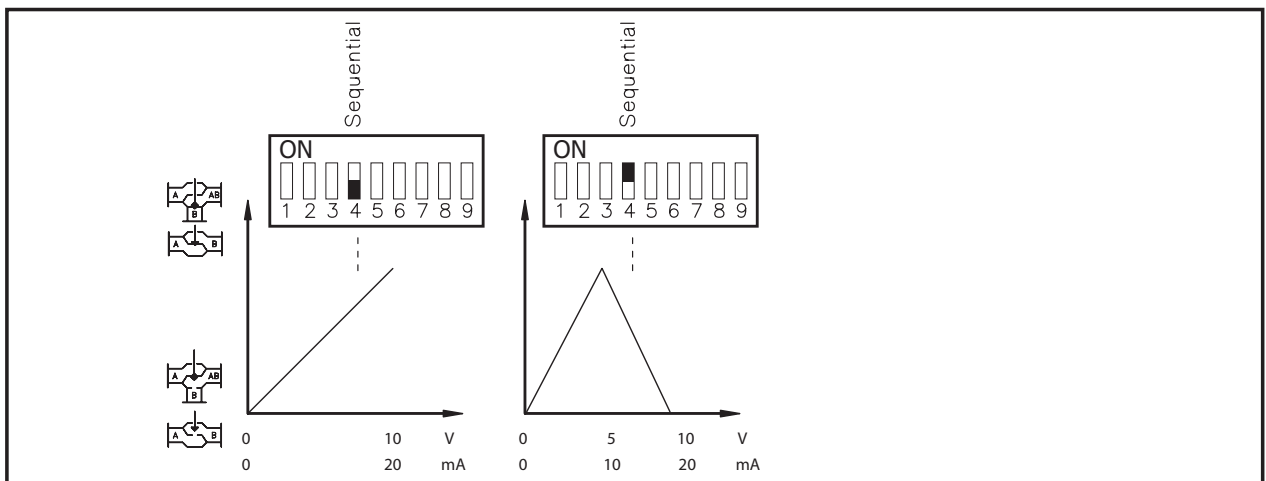 Sequential
Sequential
ON
1 2 3 4 5 6 7 8 9
ON
1 2 3 4 5 6 7 8 9
A AB
B
A B
A AB
B
A B
0 10 V
0 20 mA
0 5 10 V
0 10 20 mA